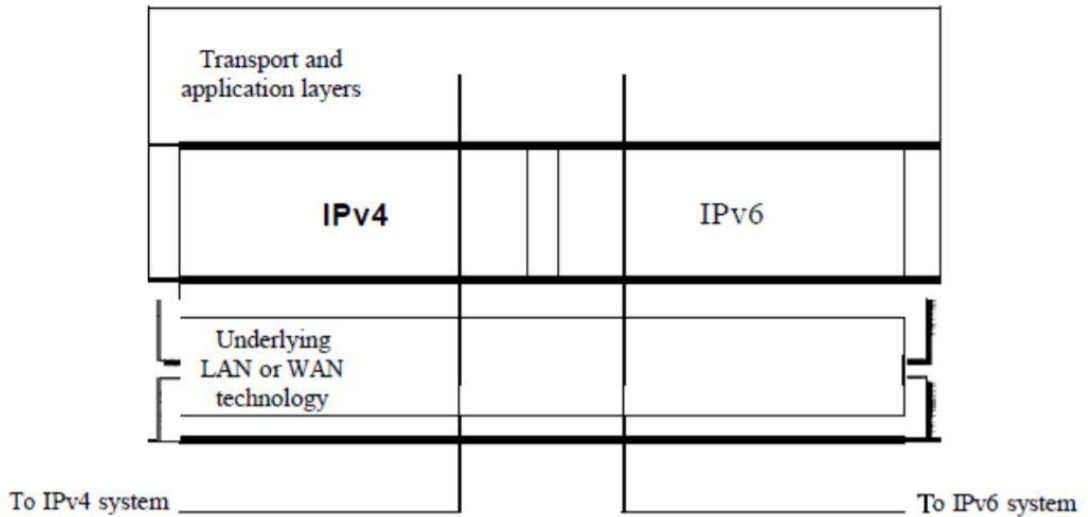 Transport and
application layers
IPv4
IPv6
Underlying
LAN or WAN
technology
To IPv4 system
To IPv6 system